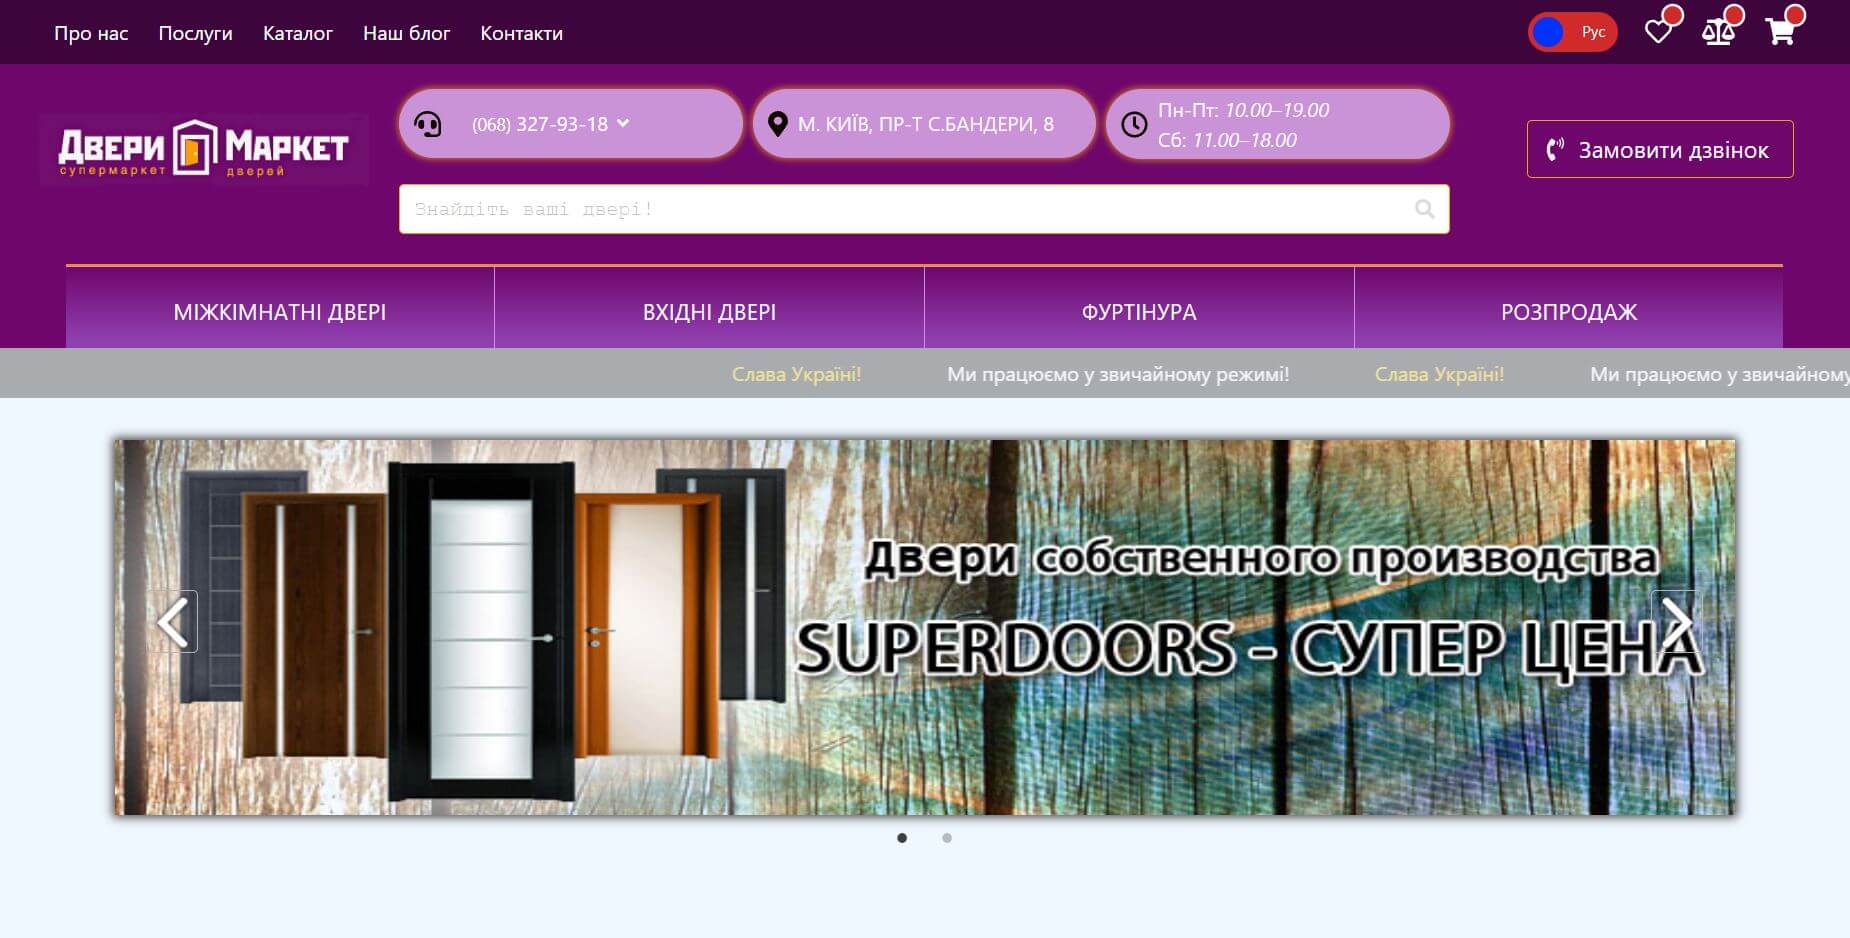 Про нас Послуги Каталог Наш блог Контакти Рус
ДВЕРИ МАРКЕТ
супермаркет дверей
(068) 327-93-18
М. КИЇВ, ПР-Т С.БАНДЕРИ, 8
Пн-Пт: 10.00–19.00
Сб: 11.00–18.00
Замовити дзвінок
Знайдіть ваші двері!
МІЖКІМНАТНІ ДВЕРІ ВХІДНІ ДВЕРІ ФУРТІНУРА РОЗПРОДАЖ
Слава Україні! Ми працюємо у звичайному режимі! Слава Україні! Ми працюємо у звичайному
Двери собственного производства
SUPERDOORS - СУПЕР ЦЕНА